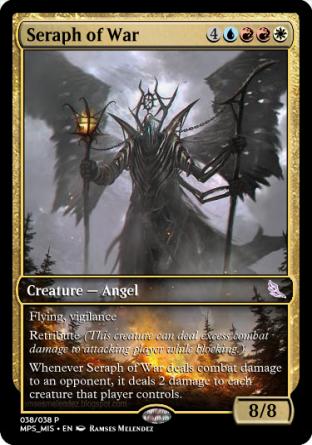 Seraph of War 4
Creature — Angel
Flying, vigilance
Retribute (This creature can deal excess combat
damage to attacking player while blocking.)
Whenever Seraph of War deals combat damage
to an opponent, it deals 2 damage to each
creature that player controls.
8/8
038/038 P
MPS_MIS • EN RAMSES MELENDEZ